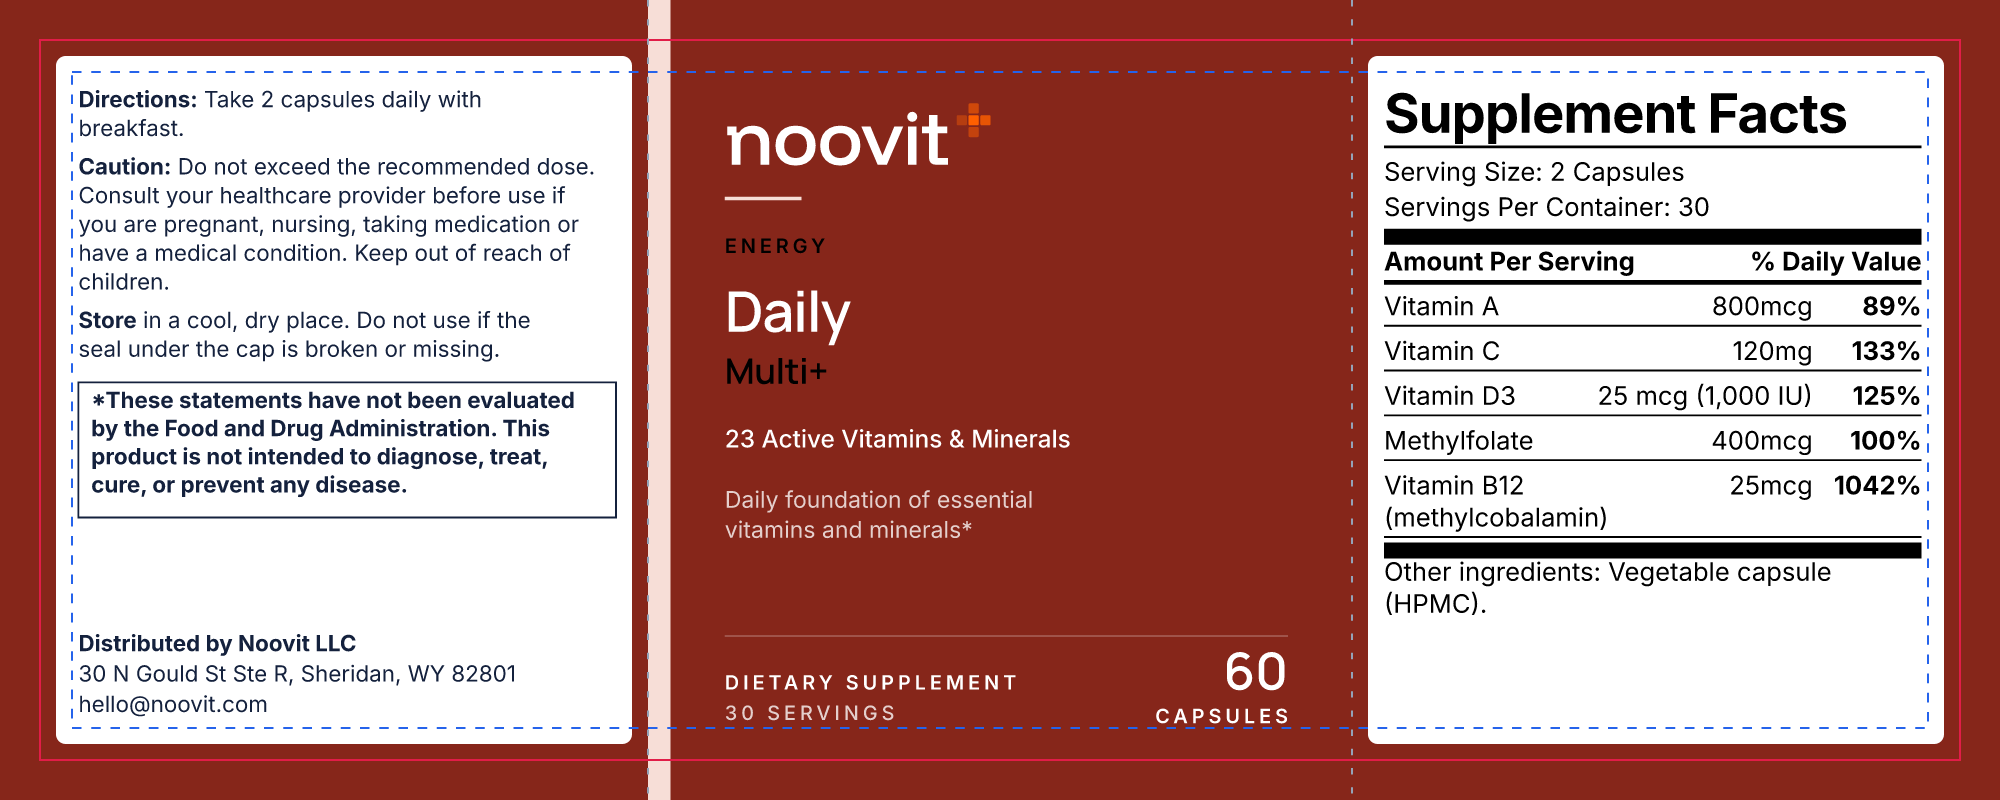 Directions: Take 2 capsules daily with
breakfast.
Caution: Do not exceed the recommended dose.
Consult your healthcare provider before use if
you are pregnant, nursing, taking medication or
have a medical condition. Keep out of reach of
children.
Store in a cool, dry place. Do not use if the
seal under the cap is broken or missing.
*These statements have not been evaluated
by the Food and Drug Administration. This
product is not intended to diagnose, treat,
cure, or prevent any disease.
Distributed by Noovit LLC
30 N Gould St Ste R, Sheridan, WY 82801
hello@noovit.com
noovit
ENERGY
Daily
Multi+
23 Active Vitamins & Minerals
Daily foundation of essential
vitamins and minerals*
DIETARY SUPPLEMENT
30 SERVINGS
60
CAPSULES
Supplement Facts
Serving Size: 2 Capsules
Servings Per Container: 30
Amount Per Serving % Daily Value
Vitamin A 800mcg 89%
Vitamin C 120mg 133%
Vitamin D3 25 mcg (1,000 IU) 125%
Methylfolate 400mcg 100%
Vitamin B12 25mcg 1042%
(methylcobalamin)
Other ingredients: Vegetable capsule
(HPMC).